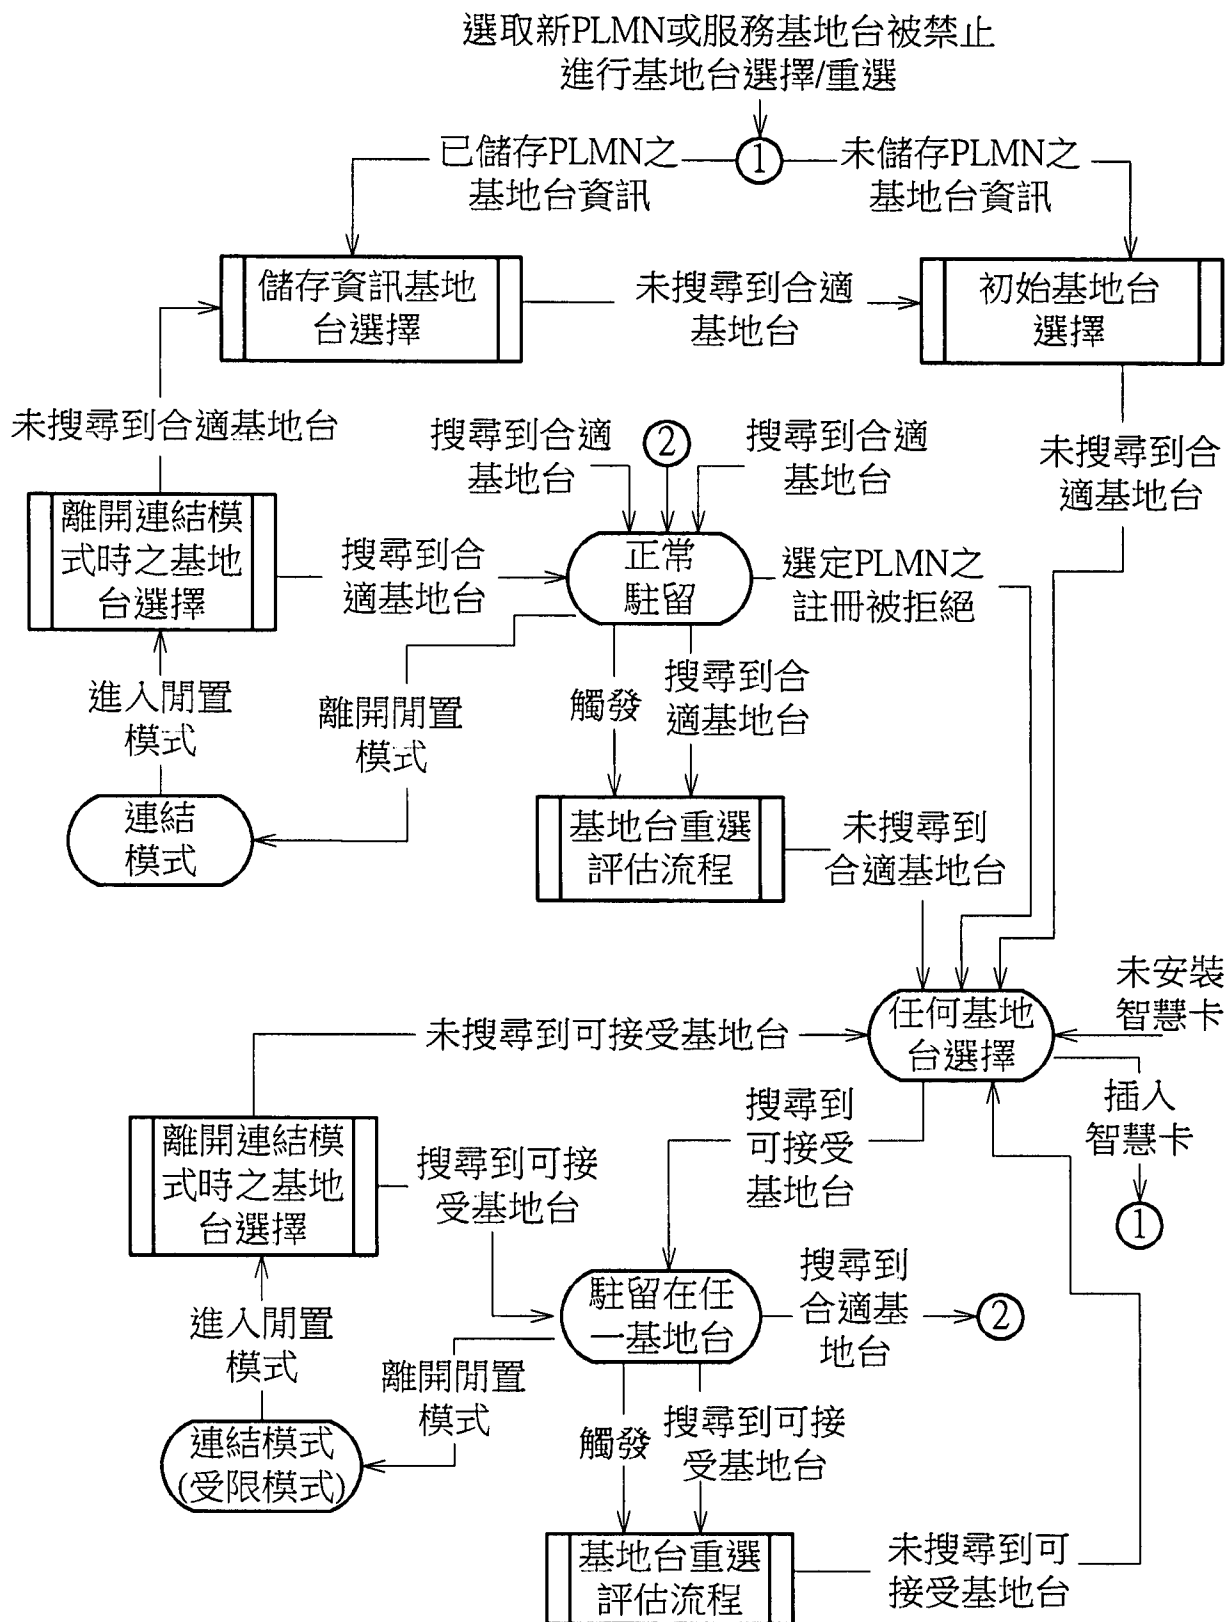 選取新PLMN或服務基地台被禁止
進行基地台選擇/重選
1
已儲存PLMN之
基地台資訊
未儲存PLMN之
基地台資訊
儲存資訊基地
台選擇
未搜尋到合適
基地台
初始基地台
選擇
未搜尋到合適基地台
搜尋到合適
基地台
2
搜尋到合適
基地台
未搜尋到合
適基地台
離開連結模
式時之基地
台選擇
搜尋到合
適基地台
正常
駐留
選定PLMN之
註冊被拒絕
進入閒置
模式
離開閒置
模式
觸發
搜尋到合
適基地台
連結
模式
基地台重選
評估流程
未搜尋到
合適基地台
未安裝
智慧卡
未搜尋到可接受基地台
任何基地
台選擇
插入
智慧卡
1
離開連結模
式時之基地
台選擇
搜尋到可接
受基地台
搜尋到
可接受
基地台
進入閒置
模式
駐留在任
一基地台
搜尋到
合適基
地台
2
離開閒置
模式
觸發
搜尋到可接
受基地台
連結模式
(受限模式)
基地台重選
評估流程
未搜尋到可
接受基地台